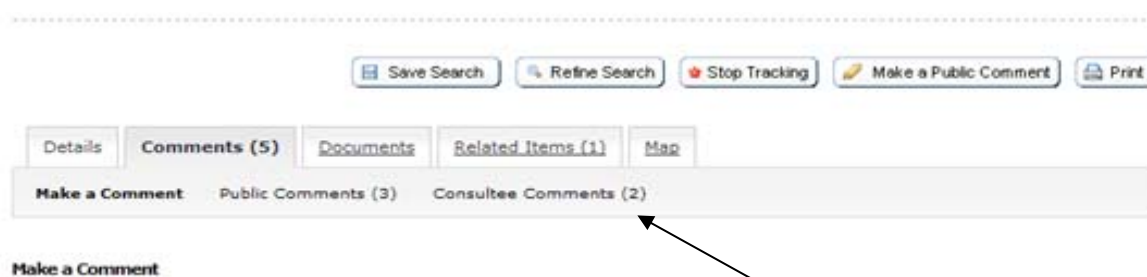 Save Search Refine Search Stop Tracking Make a Public Comment Print
Details Comments (5) Documents Related Items (1) Map
Make a Comment Public Comments (3) Consultee Comments (2)
Make a Comment